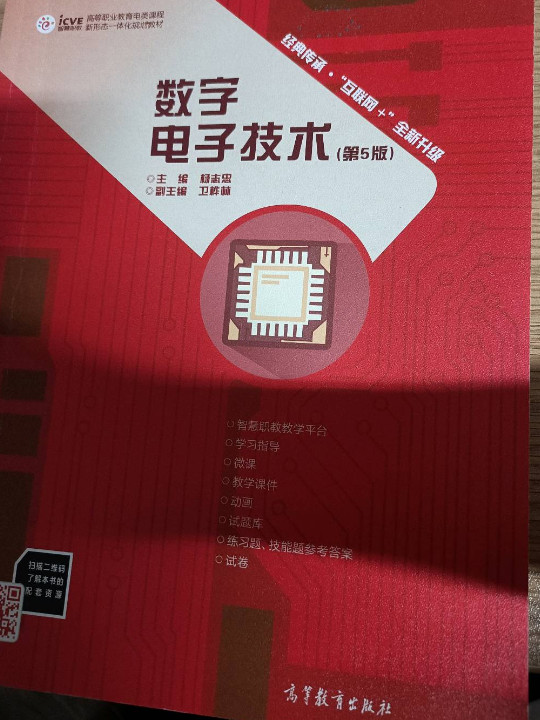 iCVE
智慧职教
高等职业教育电类课程
新形态一体化规划教材
经典传承·“互联网+”全新升级
数字
电子技术(第5版)
主 编 杨志忠
副主编 卫桦林
智慧职教教学平台
学习指导
微课
教学课件
动画
试题库
练习题、技能题参考答案
试卷
扫描二维码
了解本书的
配套资源
高等教育出版社